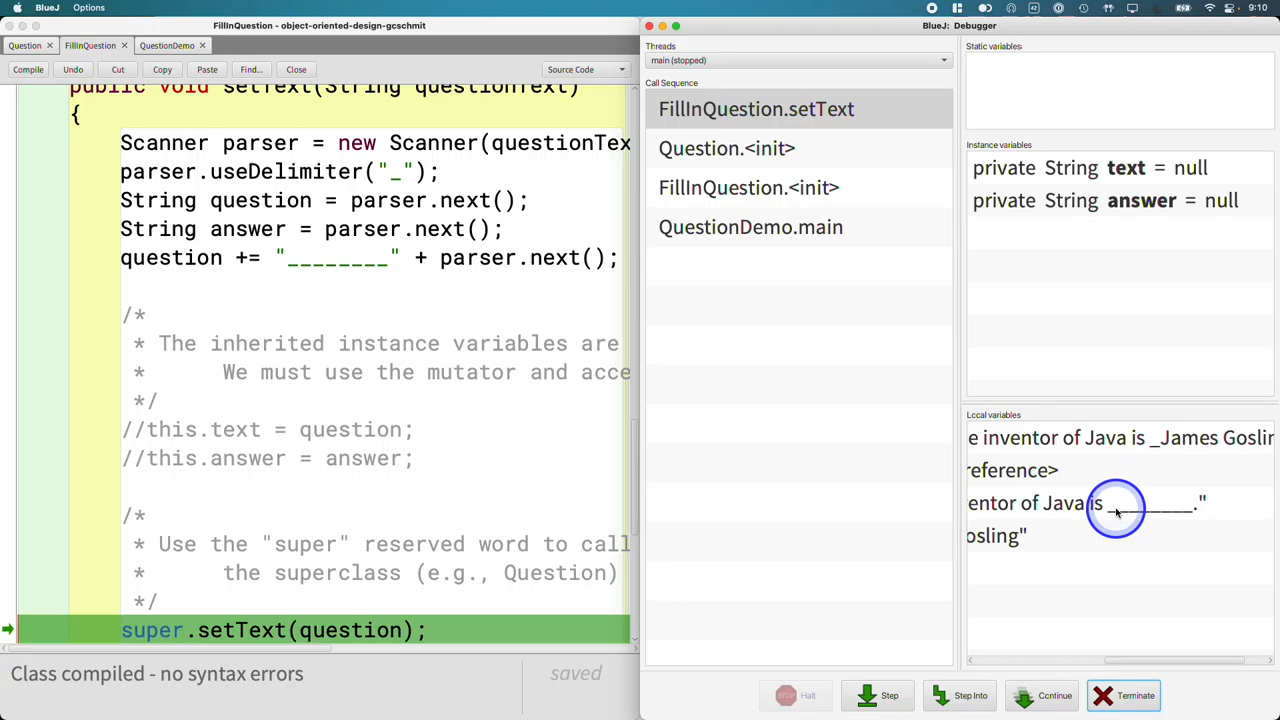 BlueJ Options 9:10
FillInQuestion - object-oriented-design-gcschmit
Question FillInQuestion QuestionDemo
Compile Undo Cut Copy Paste Find... Close Source Code
public void setText(String questionText)
{
Scanner parser = new Scanner(questionTex
parser.useDelimiter("_");
String question = parser.next();
String answer = parser.next();
question += "________" + parser.next();
/*
* The inherited instance variables are
* We must use the mutator and acce
*/
//this.text = question;
//this.answer = answer;
/*
* Use the "super" reserved word to call
* the superclass (e.g., Question)
*/
super.setText(question);
Class compiled - no syntax errors
saved
BlueJ: Debugger
Threads
main (stopped)
Call Sequence
FillInQuestion.setText
Question.<init>
FillInQuestion.<init>
QuestionDemo.main
Static variables
Instance variables
private String text = null
private String answer = null
Local variables
e inventor of Java is _James Goslin
reference>
entor of Java is ________."
osling"
STOP Halt Step Step Into Continue Terminate